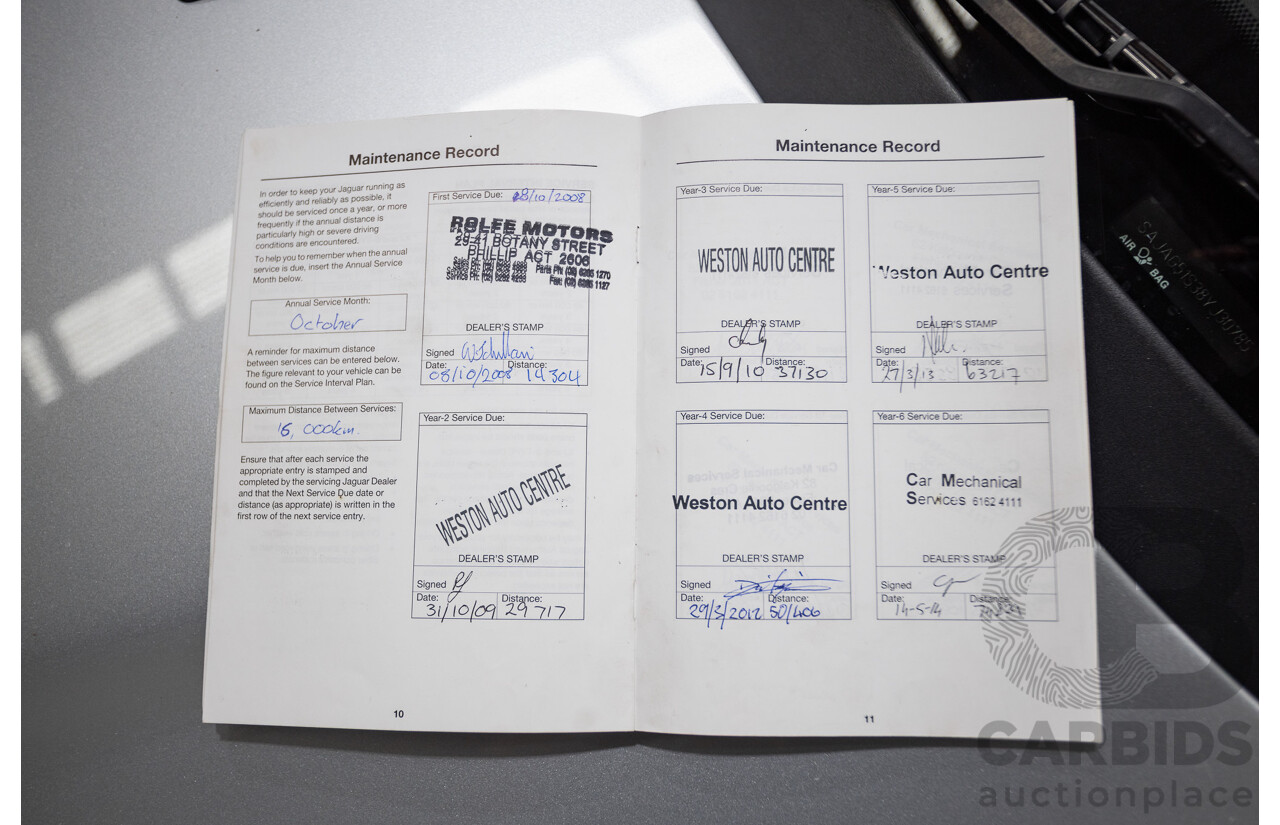 Maintenance Record
In order to keep your Jaguar running as
efficiently and reliably as possible, it
should be serviced once a year, or more
frequently if the annual distance is
particularly high or severe driving
conditions are encountered.
To help you to remember when the annual
service is due, insert the Annual Service
Month below.
Annual Service Month:
October
A reminder for maximum distance
between services can be entered below.
The figure relevant to your vehicle can be
found on the Service Interval Plan.
Maximum Distance Between Services:
15,000km.
Ensure that after each service the
appropriate entry is stamped and
completed by the servicing Jaguar Dealer
and that the Next Service Due date or
distance (as appropriate) is written in the
first row of the next service entry.
First Service Due: 08/10/2008
ROLFE MOTORS
29-41 BOTANY STREET
PHILLIP ACT 2606
Parts Ph: (02) 6285 1270
Fax: (02) 6285 1127
DEALER'S STAMP
Signed
Date: Distance:
08/10/2008 14304
Year-2 Service Due:
WESTON AUTO CENTRE
DEALER'S STAMP
Signed
Date: Distance:
31/10/09 29717
10
Maintenance Record
Year-3 Service Due:
WESTON AUTO CENTRE
DEALER'S STAMP
Signed
Date: Distance:
15/9/10 37130
Year-4 Service Due:
Weston Auto Centre
DEALER'S STAMP
Signed
Date: Distance:
29/3/2012 50/406
Year-5 Service Due:
Weston Auto Centre
DEALER'S STAMP
Signed
Date: Distance:
27/3/13 63217
Year-6 Service Due:
Car Mechanical
Services 6162 4111
DEALER'S STAMP
Signed
Date: Distance:
14-5-14
11
AIR BAG
CARBIDS
auctionplace